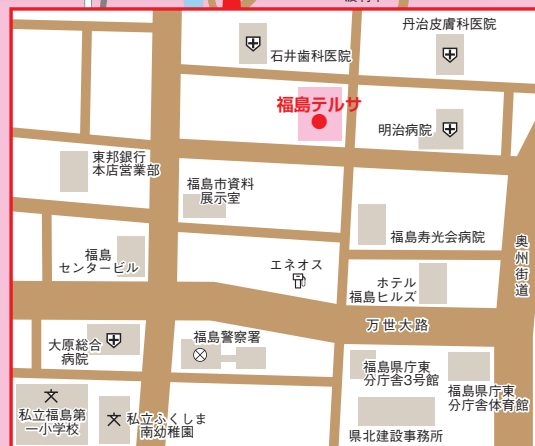 丹治皮膚科医院
石井歯科医院
福島テルサ
明治病院
東邦銀行
本店営業部
福島市資料
展示室
福島寿光会病院
奥州街道
福島
センタービル
エネオス
ホテル
福島ヒルズ
万世大路
大原総合
病院
福島警察署
福島県庁東
分庁舎3号館
福島県庁東
分庁舎体育館
私立福島第
一小学校
私立ふくしま
南幼稚園
県北建設事務所